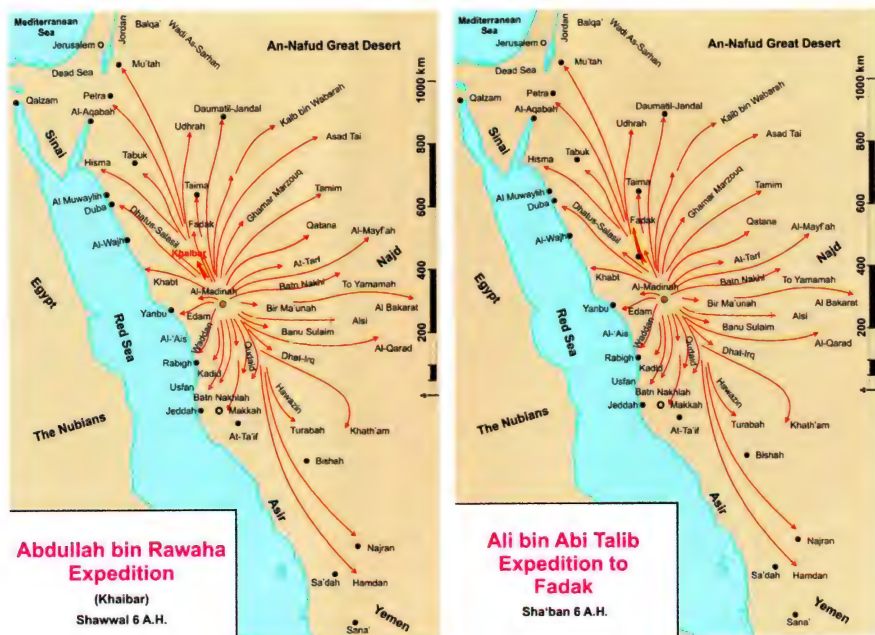 Mediterranean
Sea
Jerusalem
Jordan
Balqa'
Wadi As-Sarhan
An-Nafud Great Desert
Dead Sea
Mu'tah
Qalzam
Petra
Al-Aqabah
Daumatil-Jandal
Kalb bin Wabarah
Udhrah
Sinai
Tabuk
Asad Tai
Hisma
Taima
Ghamar Marzouq
Tamim
Al Muwaylih
Duba
Dhatus-Salasil
Fadak
Qatana
Al-Mayf'ah
Khaibar
Al-Wajh
At-Tarf
Najd
Egypt
Khabt
Batn Nakhl
To Yamamah
Al-Madinah
Yanbu
Edam
Bir Ma'unah
Al Bakarat
Red Sea
Waddan
Alsi
Al-'Ais
Banu Sulaim
Al-Qarad
Rabigh
Qudaid
Dhat-Irq
Kadid
Usfan
Batn Nakhlah
Hawazin
The Nubians
Jeddah
Makkah
Turabah
Khath'am
At-Ta'if
Bishah
Asir
Najran
Sa'dah
Hamdan
Yemen
Sana'
1000 km
800
600
400
200
Abdullah bin Rawaha
Expedition
(Khaibar)
Shawwal 6 A.H.
Mediterranean
Sea
Jerusalem
Jordan
Balqa'
Wadi As-Sarhan
An-Nafud Great Desert
Dead Sea
Mu'tah
Qalzam
Petra
Al-Aqabah
Daumatil-Jandal
Kalb bin Wabarah
Udhrah
Sinai
Tabuk
Asad Tai
Hisma
Taima
Ghamar Marzouq
Tamim
Al Muwaylih
Duba
Dhatus-Salasil
Fadak
Qatana
Al-Mayf'ah
Al-Wajh
At-Tarf
Najd
Egypt
Khabt
Batn Nakhl
To Yamamah
Al-Madinah
Yanbu
Edam
Bir Ma'unah
Al Bakarat
Red Sea
Waddan
Alsi
Al-'Ais
Banu Sulaim
Al-Qarad
Rabigh
Qudaid
Dhat-Irq
Kadid
Usfan
Batn Nakhlah
Hawazin
The Nubians
Jeddah
Makkah
Turabah
Khath'am
At-Ta'if
Bishah
Asir
Najran
Sa'dah
Hamdan
Yemen
Sana'
1000 km
800
600
400
200
Ali bin Abi Talib
Expedition to
Fadak
Sha'ban 6 A.H.